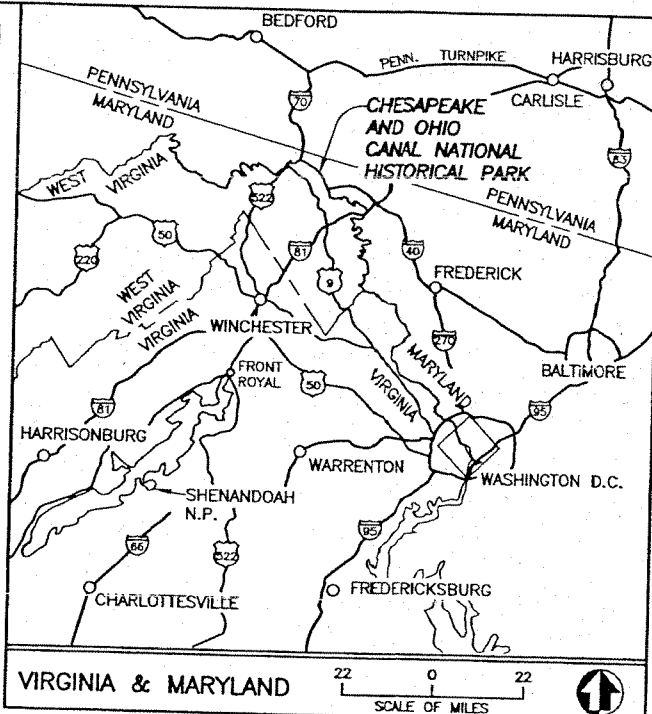 BEDFORD
PENN. TURNPIKE
HARRISBURG
CARLISLE
PENNSYLVANIA
MARYLAND
70
CHESAPEAKE
AND OHIO
CANAL NATIONAL
HISTORICAL PARK
83
WEST VIRGINIA
522
PENNSYLVANIA
MARYLAND
50
81
40
220
9
FREDERICK
WEST
VIRGINIA
VIRGINIA
WINCHESTER
270
MARYLAND
VIRGINIA
BALTIMORE
FRONT
ROYAL
50
81
95
HARRISONBURG
WARRENTON
WASHINGTON D.C.
SHENANDOAH
N.P.
95
66
522
CHARLOTTESVILLE
FREDERICKSBURG
VIRGINIA & MARYLAND
22 0 22
SCALE OF MILES